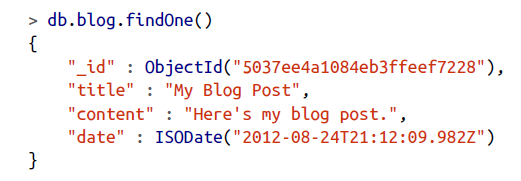 > db.blog.findOne()
{
    "_id" : ObjectId("5037ee4a1084eb3ffeef7228"),
    "title" : "My Blog Post",
    "content" : "Here's my blog post.",
    "date" : ISODate("2012-08-24T21:12:09.982Z")
}